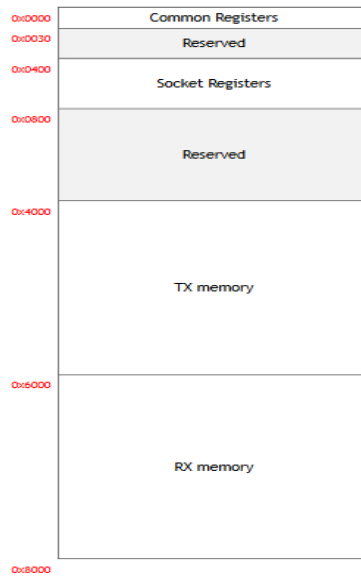 0x0000 Common Registers
0x0030 Reserved
0x0400 Socket Registers
0x0800 Reserved
0x4000
TX memory
0x6000
RX memory
0x8000